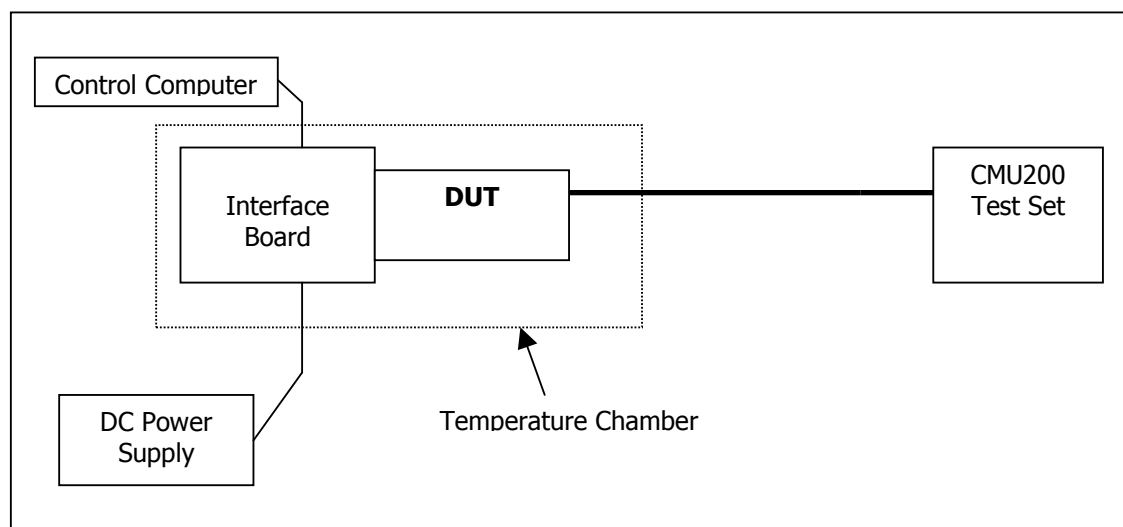 Control Computer
Interface
Board
DUT
CMU200
Test Set
DC Power
Supply
Temperature Chamber